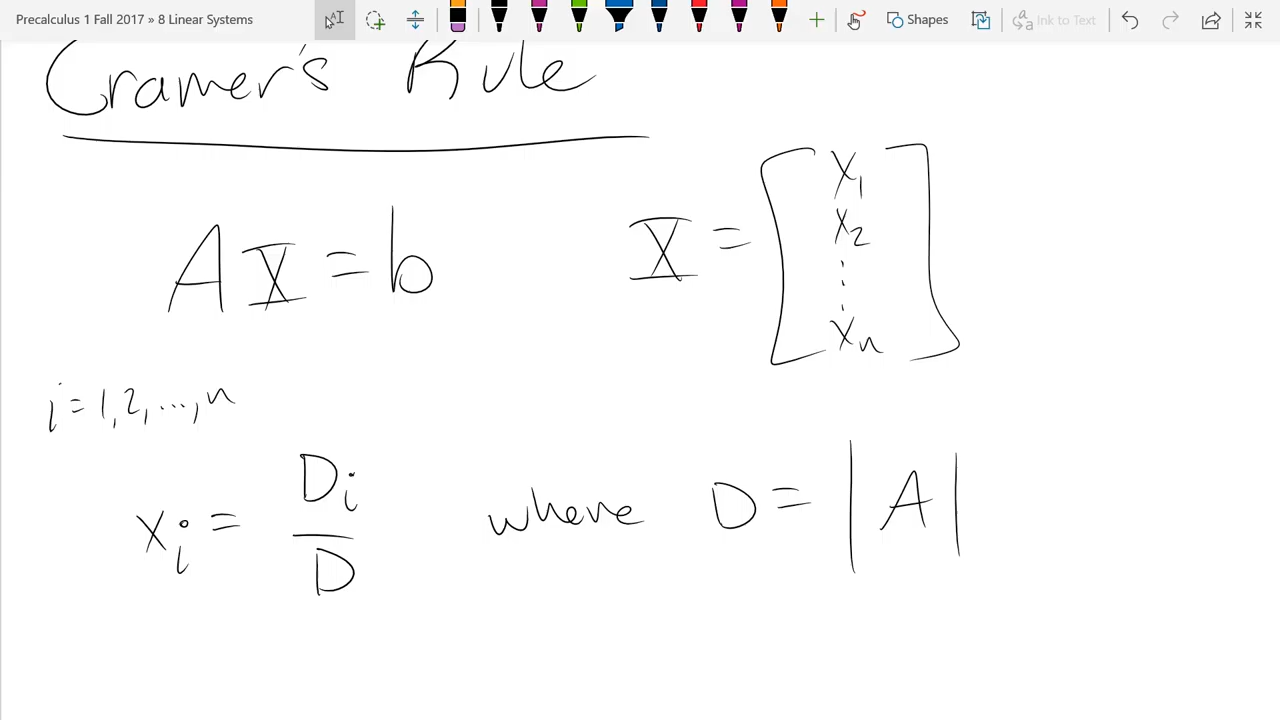 Precalculus 1 Fall 2017 » 8 Linear Systems
Shapes
Ink to Text
Cramer's Rule
AX = b
X = [x₁ x₂ ⋮ xₙ]
i = 1, 2, ..., n
xᵢ = Dᵢ / D where D = |A|